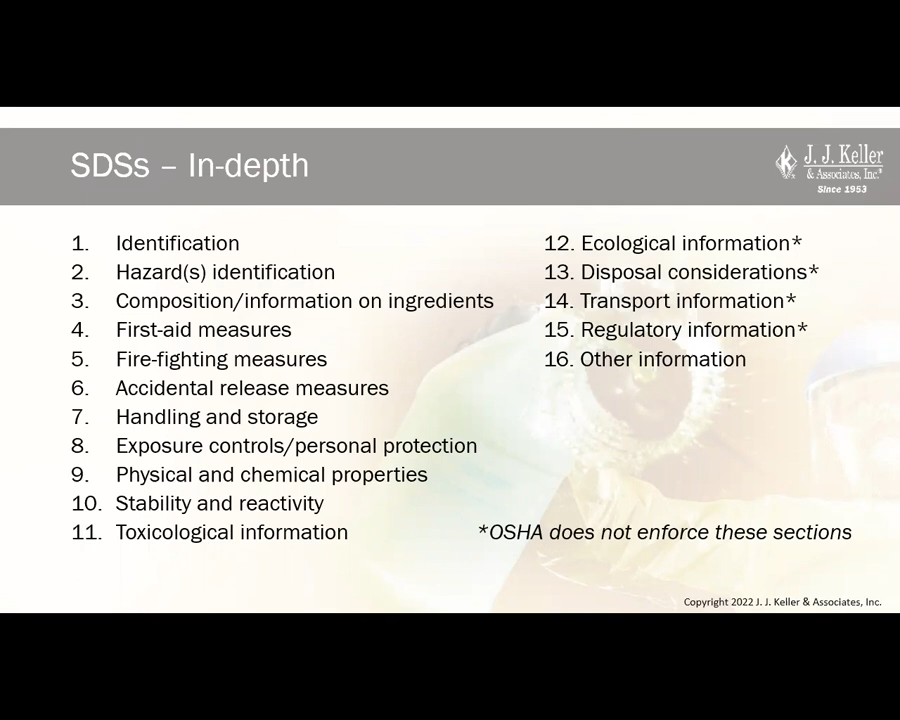 SDSs – In-depth
J. J. Keller
& Associates, Inc.®
Since 1953
1. Identification
2. Hazard(s) identification
3. Composition/information on ingredients
4. First-aid measures
5. Fire-fighting measures
6. Accidental release measures
7. Handling and storage
8. Exposure controls/personal protection
9. Physical and chemical properties
10. Stability and reactivity
11. Toxicological information
12. Ecological information*
13. Disposal considerations*
14. Transport information*
15. Regulatory information*
16. Other information
*OSHA does not enforce these sections
Copyright 2022 J. J. Keller & Associates, Inc.